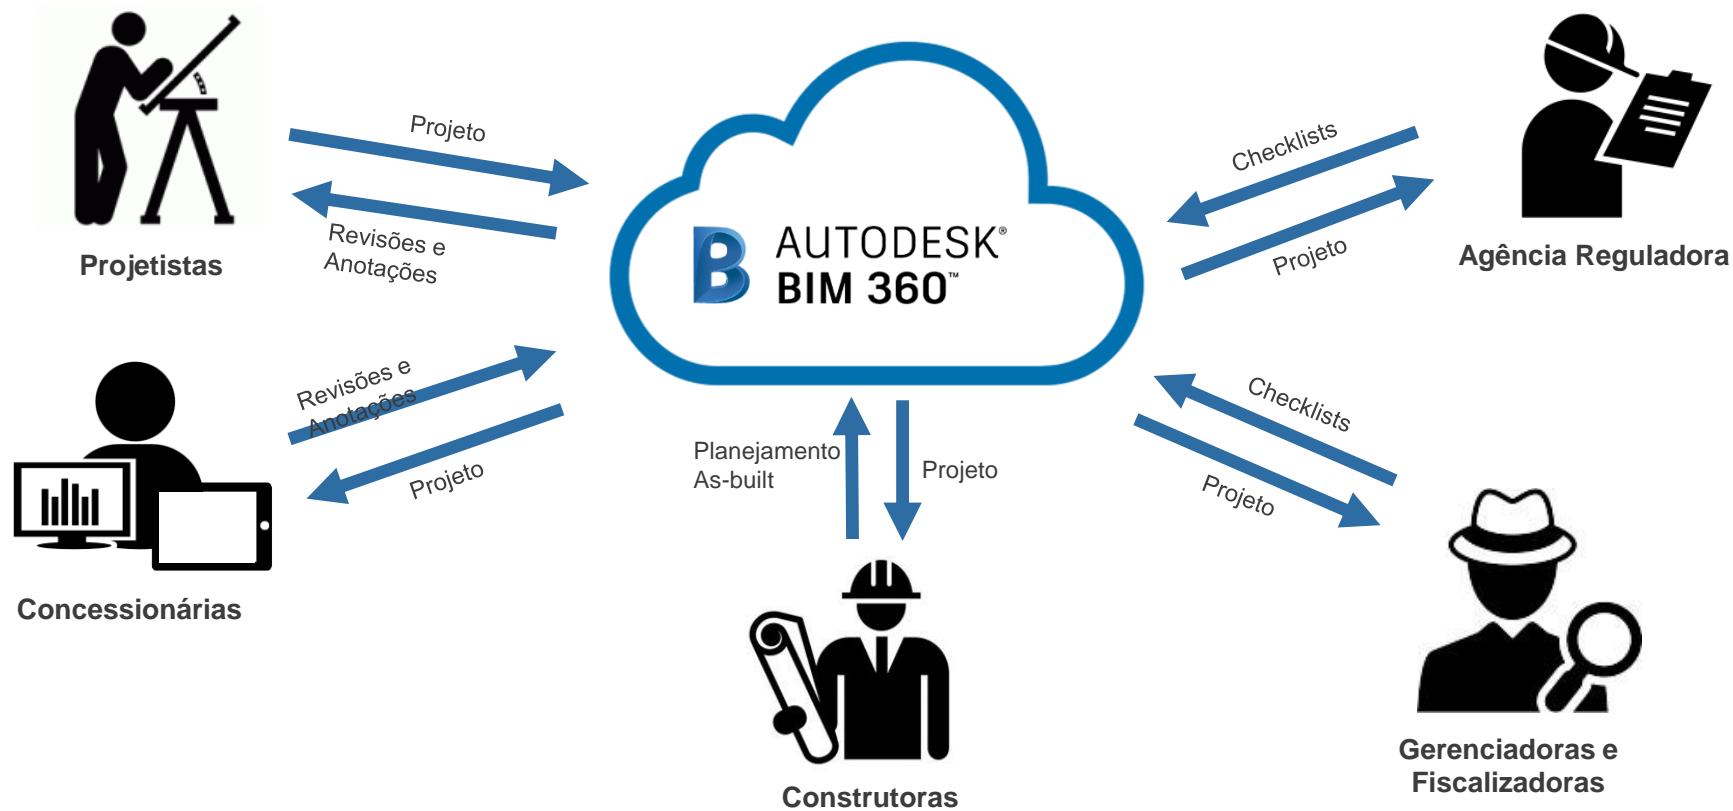 Projeto
Revisões e
Anotações
Projetistas
AUTODESK®
BIM 360™
Checklists
Projeto
Agência Reguladora
Revisões e
Anotações
Projeto
Concessionárias
Planejamento
As-built
Projeto
Construtoras
Checklists
Projeto
Gerenciadoras e
Fiscalizadoras